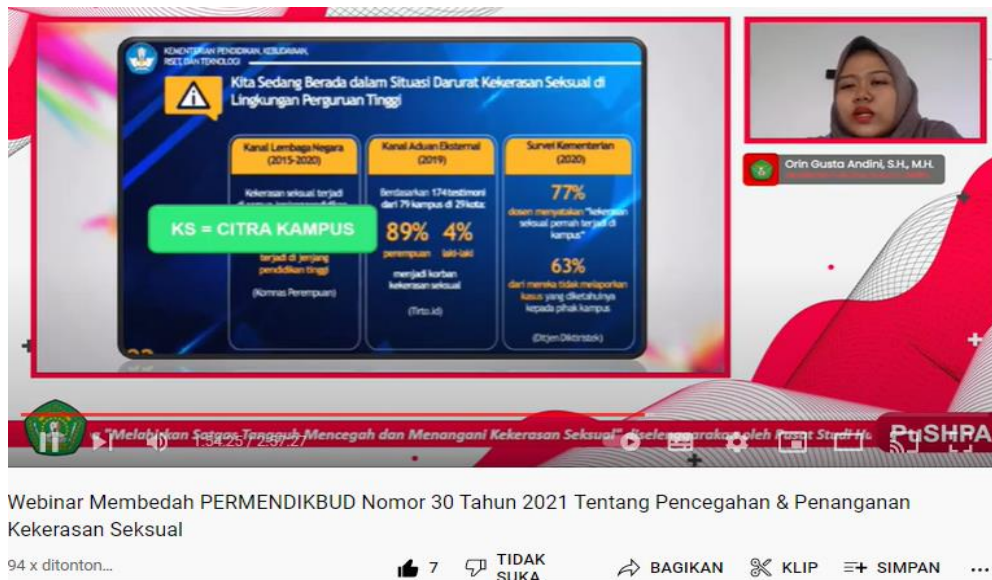 KEMENTERIAN PENDIDIKAN, KEBUDAYAAN,
RISET, DAN TEKNOLOGI
Kita Sedang Berada dalam Situasi Darurat Kekerasan Seksual di
Lingkungan Perguruan Tinggi
Kanal Lembaga Negara
(2015-2020)
Kekerasan seksual terjadi
KS = CITRA KAMPUS
terjadi di jenjang
pendidikan tinggi
(Komnas Perempuan)
Kanal Aduan Eksternal
(2019)
Berdasarkan 174 testimoni
dari 79 kampus di 29 kota:
89% 4%
perempuan laki-laki
menjadi korban
kekerasan seksual
(Tirto.id)
Survei Kementerian
(2020)
77%
dosen menyatakan "kekerasan
seksual pernah terjadi di
kampus"
63%
dari mereka tidak melaporkan
kasus yang diketahuinya
kepada pihak kampus
(Ditjen Diktiristek)
Orin Gusta Andini, S.H., M.H.
"Melahirkan Satgas Tangguh Mencegah dan Menangani Kekerasan Seksual" diselenggarakan oleh Pusat Studi
1:54:25 / 2:57:27
PuSHPA
Webinar Membedah PERMENDIKBUD Nomor 30 Tahun 2021 Tentang Pencegahan & Penanganan
Kekerasan Seksual
94 x ditonton...
7
TIDAK
SUKA
BAGIKAN
KLIP
SIMPAN
...